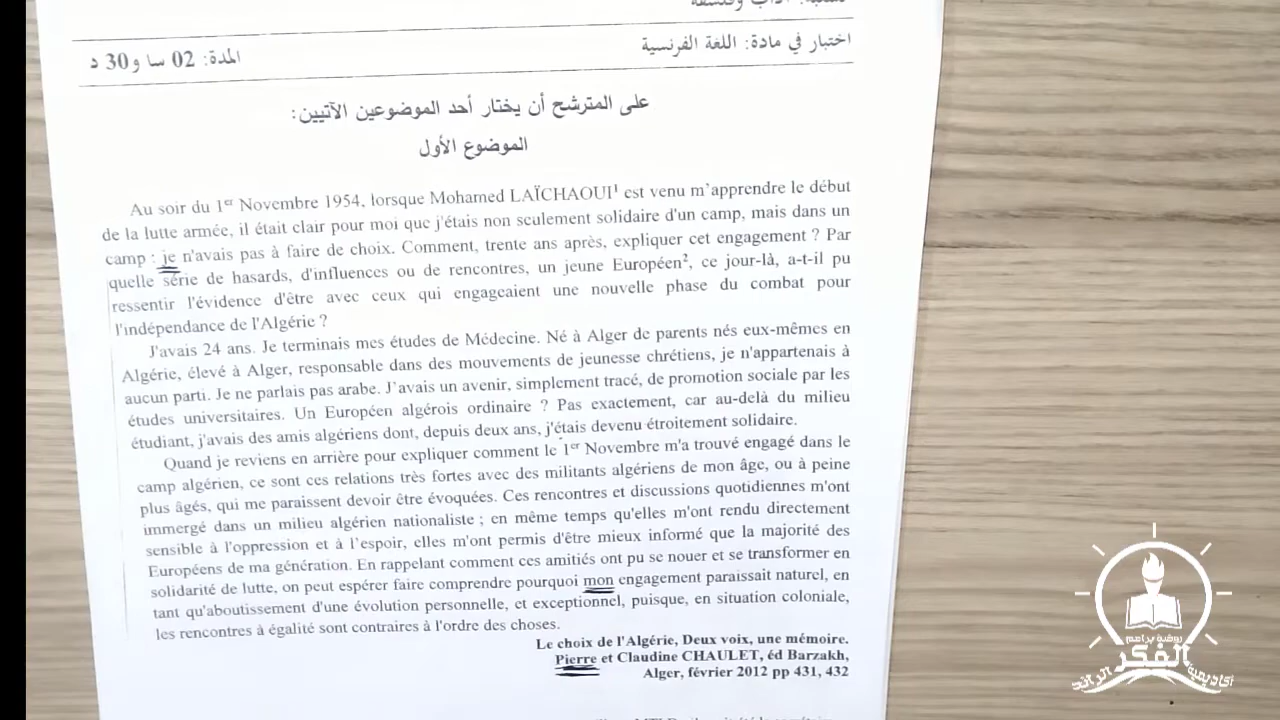 شعبة: آداب وفلسفة
اختبار في مادة: اللغة الفرنسية
المدة: 02 سا و30 د
على المترشح أن يختار أحد الموضوعين الآتيين:
الموضوع الأول
Au soir du 1er Novembre 1954, lorsque Mohamed LAÏCHAOUI¹ est venu m’apprendre le début
de la lutte armée, il était clair pour moi que j'étais non seulement solidaire d'un camp, mais dans un
camp : je n'avais pas à faire de choix. Comment, trente ans après, expliquer cet engagement ? Par
quelle série de hasards, d'influences ou de rencontres, un jeune Européen², ce jour-là, a-t-il pu
ressentir l'évidence d'être avec ceux qui engageaient une nouvelle phase du combat pour
l'indépendance de l'Algérie ?
J'avais 24 ans. Je terminais mes études de Médecine. Né à Alger de parents nés eux-mêmes en
Algérie, élevé à Alger, responsable dans des mouvements de jeunesse chrétiens, je n'appartenais à
aucun parti. Je ne parlais pas arabe. J’avais un avenir, simplement tracé, de promotion sociale par les
études universitaires. Un Européen algérois ordinaire ? Pas exactement, car au-delà du milieu
étudiant, j'avais des amis algériens dont, depuis deux ans, j'étais devenu étroitement solidaire.
Quand je reviens en arrière pour expliquer comment le 1er Novembre m'a trouvé engagé dans le
camp algérien, ce sont ces relations très fortes avec des militants algériens de mon âge, ou à peine
plus âgés, qui me paraissent devoir être évoquées. Ces rencontres et discussions quotidiennes m'ont
immergé dans un milieu algérien nationaliste ; en même temps qu'elles m'ont rendu directement
sensible à l'oppression et à l’espoir, elles m'ont permis d'être mieux informé que la majorité des
Européens de ma génération. En rappelant comment ces amitiés ont pu se nouer et se transformer en
solidarité de lutte, on peut espérer faire comprendre pourquoi mon engagement paraissait naturel, en
tant qu'aboutissement d'une évolution personnelle, et exceptionnel, puisque, en situation coloniale,
les rencontres à égalité sont contraires à l'ordre des choses.
Le choix de l'Algérie, Deux voix, une mémoire.
Pierre et Claudine CHAULET, éd Barzakh,
Alger, février 2012 pp 431, 432
روضة براعم
الفكر
أكاديمية
الرائد